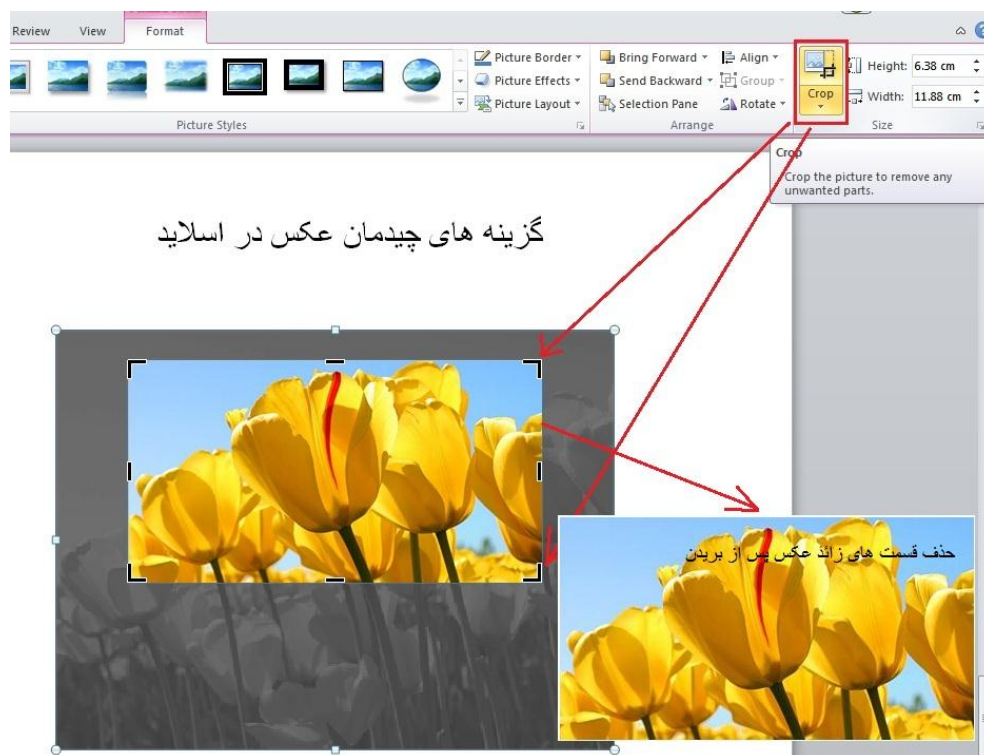 Review View Format
Picture Border
Bring Forward
Align
Picture Effects
Send Backward
Group
Picture Layout
Selection Pane
Rotate
Crop
Height: 6.38 cm
Width: 11.88 cm
Picture Styles
Arrange
Size
Crop
Crop the picture to remove any
unwanted parts.
گزینه های چیدمان عکس در اسلاید
حذف قسمت های زائد عکس پس از بریدن